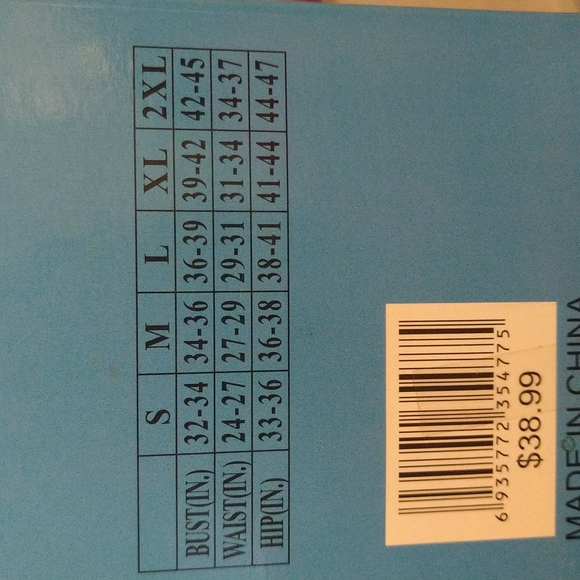 S M L XL 2XL
BUST(IN.) 32-34 34-36 36-39 39-42 42-45
WAIST(IN.) 24-27 27-29 29-31 31-34 34-37
HIP(IN.) 33-36 36-38 38-41 41-44 44-47
6 935772 354775
$38.99
MADE IN CHINA